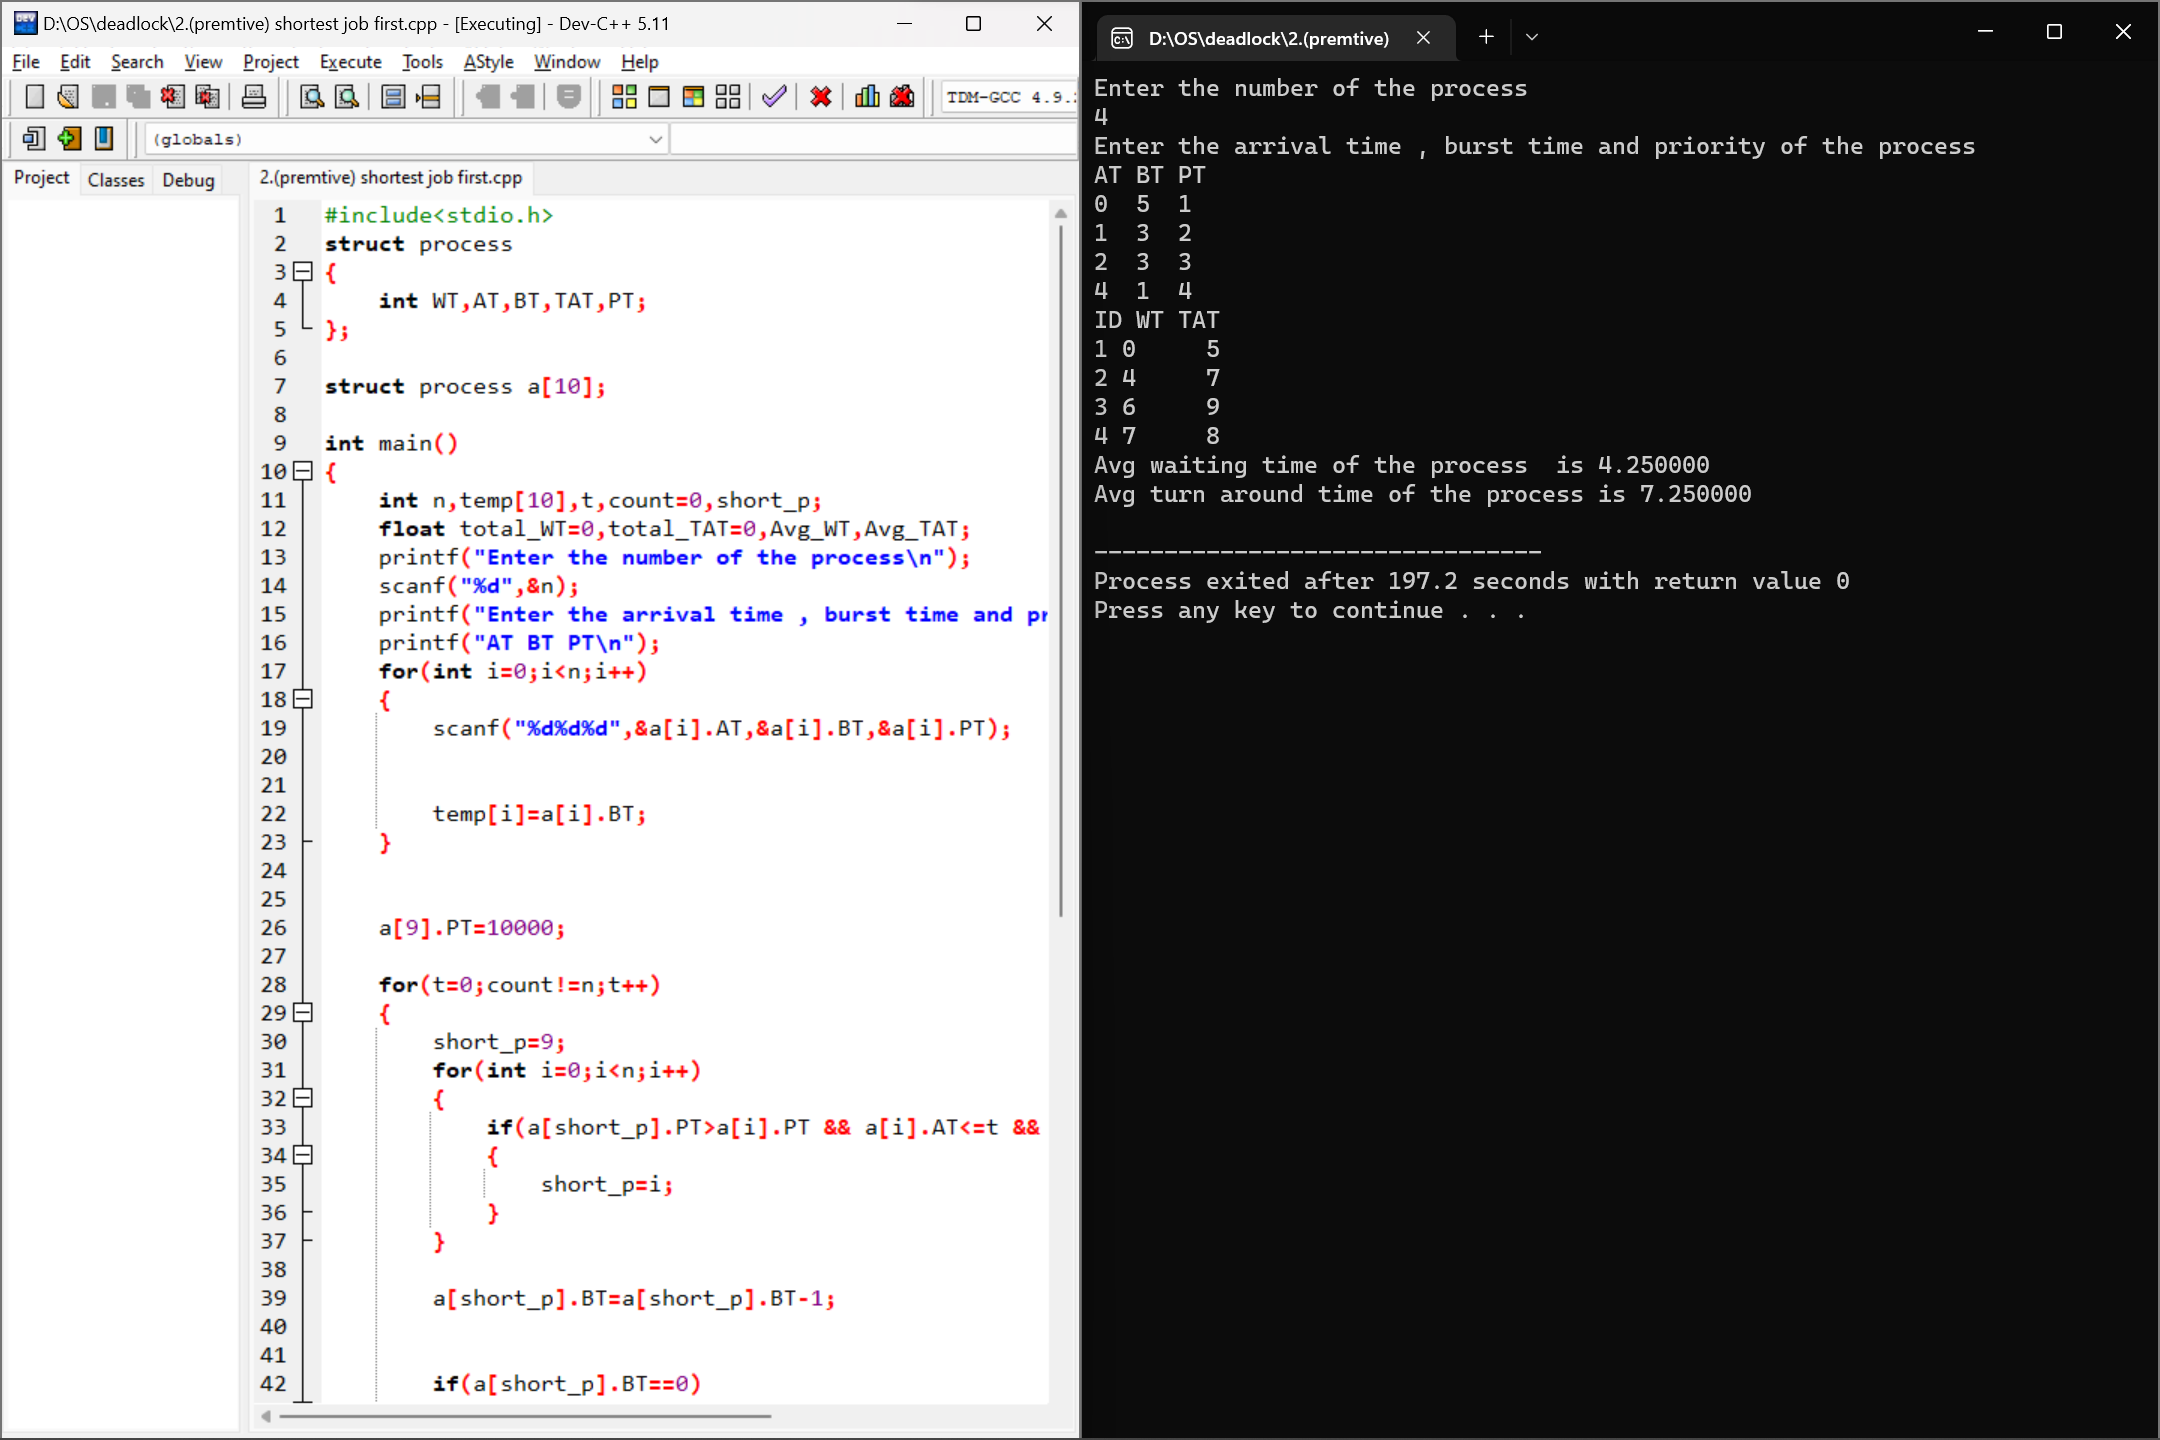 D:\OS\deadlock\2.(premtive) shortest job first.cpp - [Executing] - Dev-C++ 5.11
File Edit Search View Project Execute Tools AStyle Window Help
TDM-GCC 4.9.
(globals)
Project Classes Debug
2.(premtive) shortest job first.cpp
1 #include<stdio.h>
2 struct process
3 {
4 int WT,AT,BT,TAT,PT;
5 };
6
7 struct process a[10];
8
9 int main()
10 {
11 int n,temp[10],t,count=0,short_p;
12 float total_WT=0,total_TAT=0,Avg_WT,Avg_TAT;
13 printf("Enter the number of the process\n");
14 scanf("%d",&n);
15 printf("Enter the arrival time , burst time and pr
16 printf("AT BT PT\n");
17 for(int i=0;i<n;i++)
18 {
19 scanf("%d%d%d",&a[i].AT,&a[i].BT,&a[i].PT);
20
21
22 temp[i]=a[i].BT;
23 }
24
25
26 a[9].PT=10000;
27
28 for(t=0;count!=n;t++)
29 {
30 short_p=9;
31 for(int i=0;i<n;i++)
32 {
33 if(a[short_p].PT>a[i].PT && a[i].AT<=t &&
34 {
35 short_p=i;
36 }
37 }
38
39 a[short_p].BT=a[short_p].BT-1;
40
41
42 if(a[short_p].BT==0)
D:\OS\deadlock\2.(premtive)
Enter the number of the process
4
Enter the arrival time , burst time and priority of the process
AT BT PT
0 5 1
1 3 2
2 3 3
4 1 4
ID WT TAT
1 0 5
2 4 7
3 6 9
4 7 8
Avg waiting time of the process  is 4.250000
Avg turn around time of the process is 7.250000
--------------------------------
Process exited after 197.2 seconds with return value 0
Press any key to continue . . .